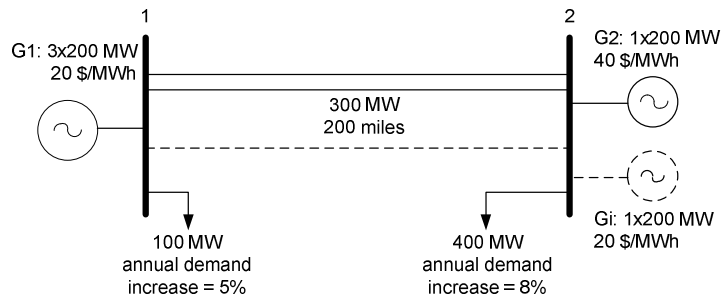 1
2
G1: 3x200 MW
20 $/MWh
G2: 1x200 MW
40 $/MWh
300 MW
200 miles
Gi: 1x200 MW
20 $/MWh
100 MW
annual demand
increase = 5%
400 MW
annual demand
increase = 8%